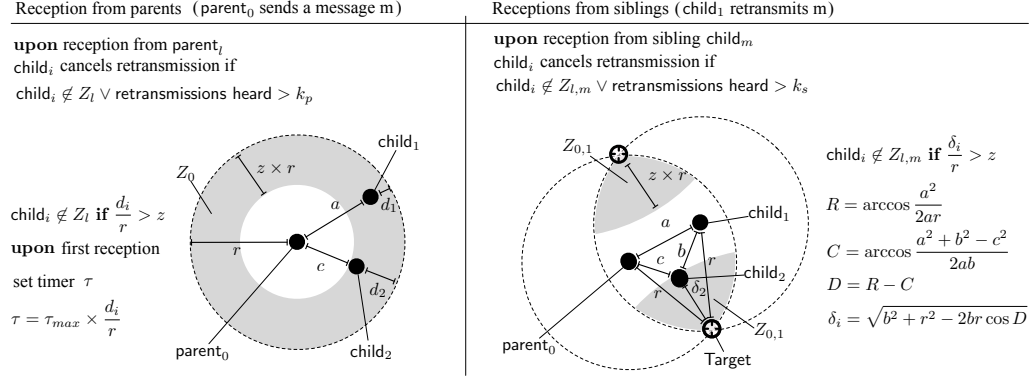 Reception from parents (parent₀ sends a message m)
upon reception from parentₗ
childᵢ cancels retransmission if
childᵢ ∉ Zₗ ∨ retransmissions heard > kₚ
Z₀
z × r
child₁
a
d₁
r
c
d₂
child₂
parent₀
childᵢ ∉ Zₗ if dᵢ/r > z
upon first reception
set timer τ
τ = τₘₐₓ × dᵢ/r
Receptions from siblings (child₁ retransmits m)
upon reception from sibling childₘ
childᵢ cancels retransmission if
childᵢ ∉ Zₗ,ₘ ∨ retransmissions heard > kₛ
Z₀,₁
z × r
a
child₁
b
c
r
child₂
r
δ₂
Z₀,₁
parent₀
Target
childᵢ ∉ Zₗ,ₘ if δᵢ/r > z
R = arccos a²/2ar
C = arccos (a² + b² − c²)/2ab
D = R − C
δᵢ = √(b² + r² − 2br cos D)